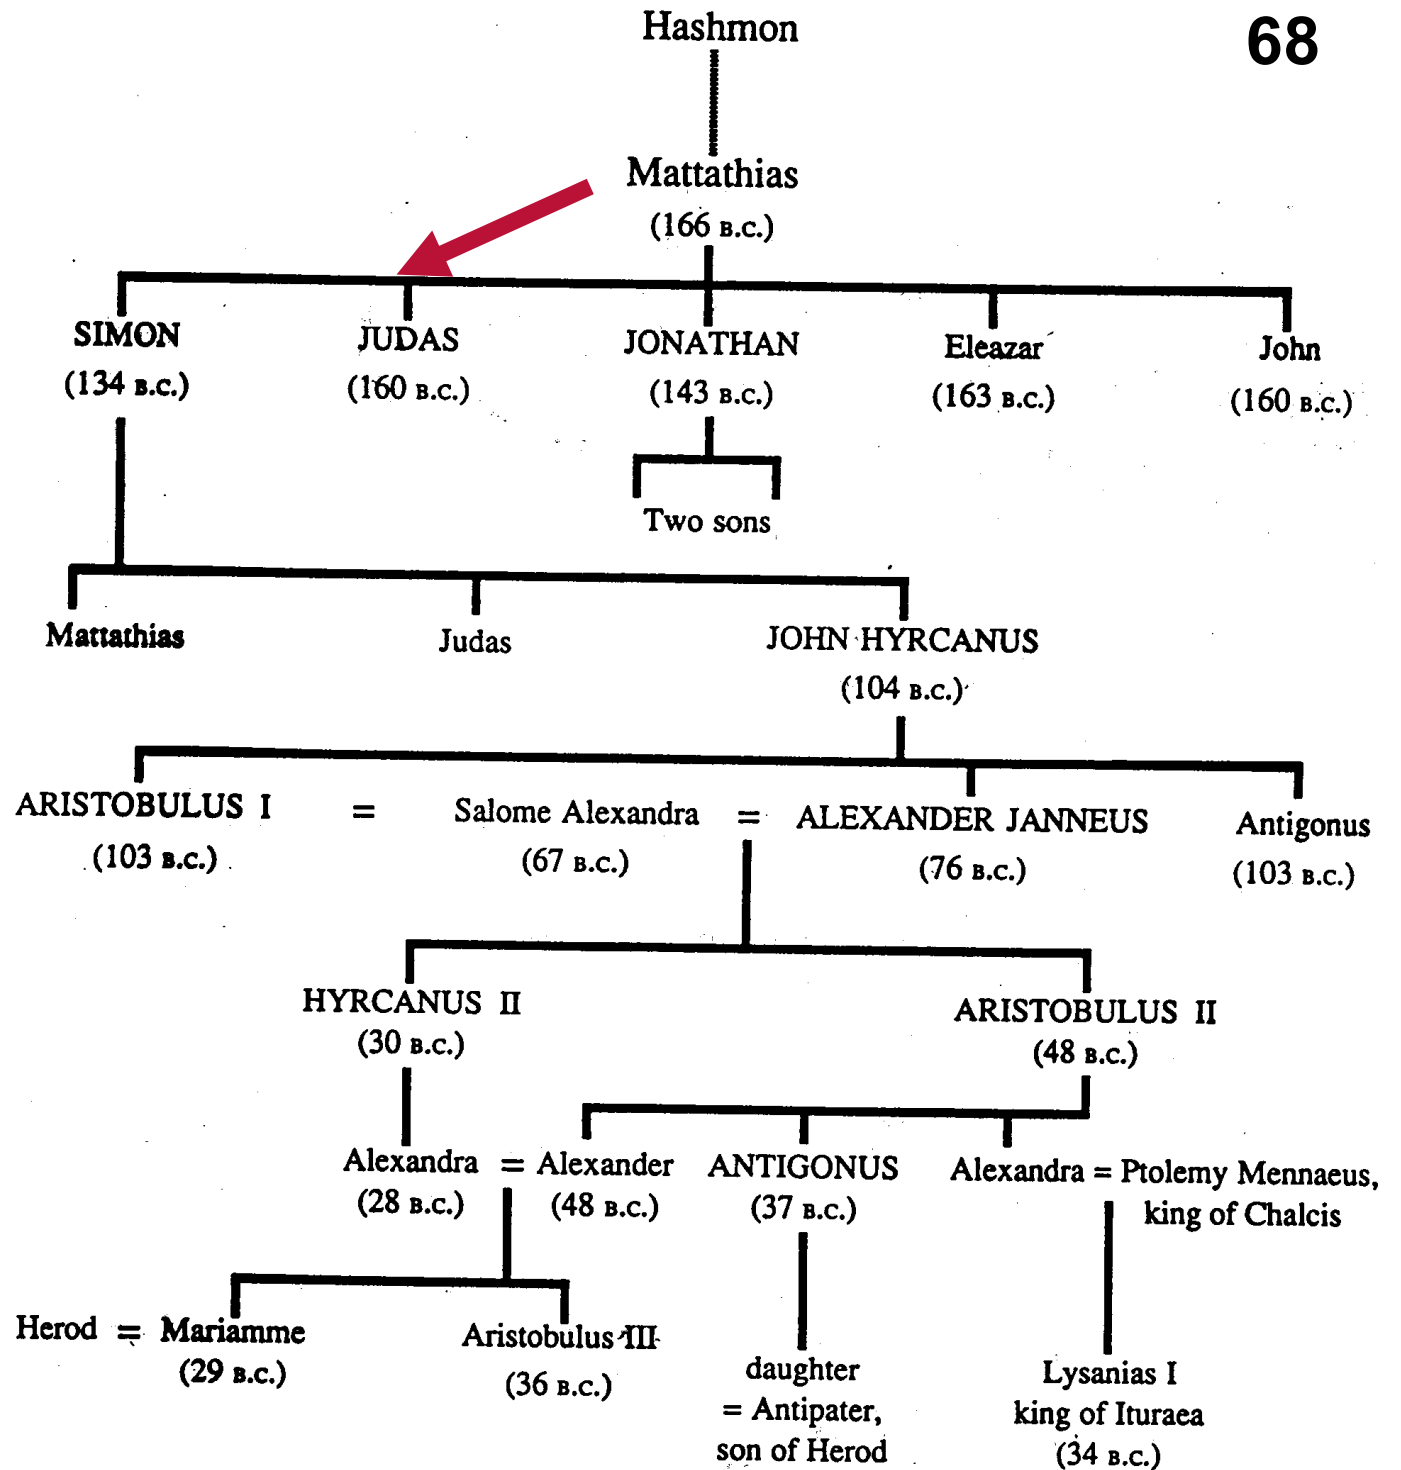 Hashmon
68
Mattathias
(166 B.C.)
SIMON
JUDAS
JONATHAN
Eleazar
John
(134 B.C.)
(160 B.C.)
(143 B.C.)
(163 B.C.)
(160 B.C.)
Two sons
Mattathias
Judas
JOHN HYRCANUS
(104 B.C.)
ARISTOBULUS I = Salome Alexandra = ALEXANDER JANNEUS
Antigonus
(103 B.C.)
(67 B.C.)
(76 B.C.)
(103 B.C.)
HYRCANUS II
ARISTOBULUS II
(30 B.C.)
(48 B.C.)
Alexandra = Alexander
ANTIGONUS
Alexandra = Ptolemy Mennaeus,
king of Chalcis
(28 B.C.)
(48 B.C.)
(37 B.C.)
Herod = Mariamme
Aristobulus III
(29 B.C.)
(36 B.C.)
daughter
= Antipater,
son of Herod
Lysanias I
king of Ituraea
(34 B.C.)